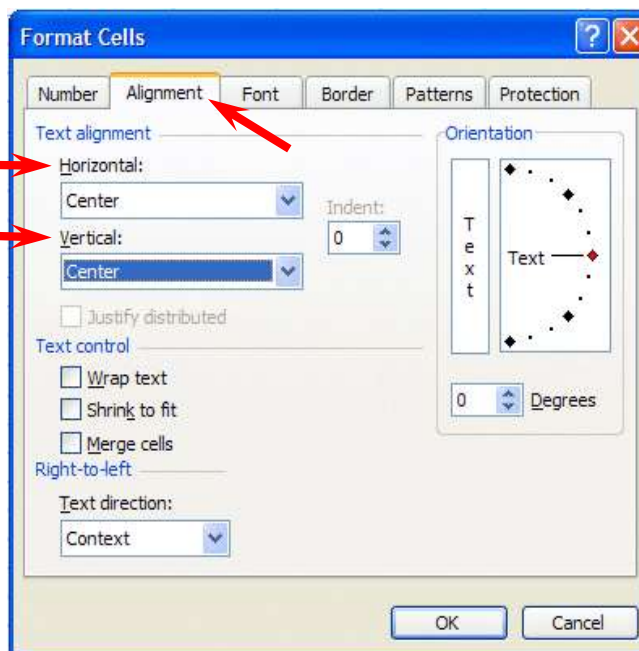 Format Cells
Number Alignment Font Border Patterns Protection
Text alignment
Horizontal:
Center
Indent:
0
Vertical:
Center
Justify distributed
Text control
Wrap text
Shrink to fit
Merge cells
Right-to-left
Text direction:
Context
Orientation
Text
Text
0 Degrees
OK Cancel